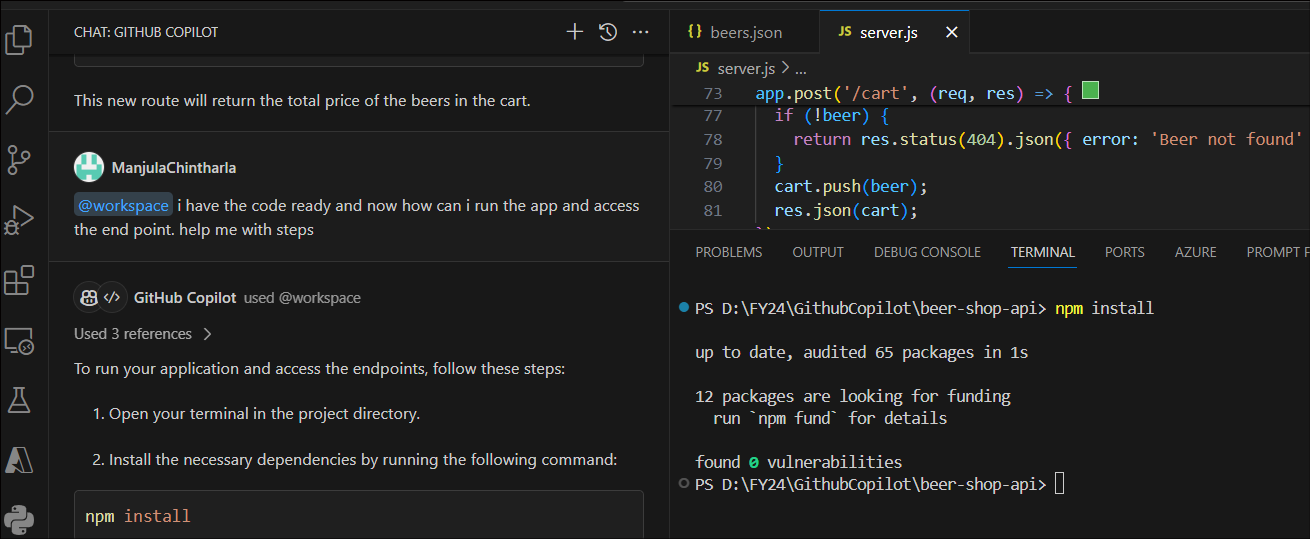 CHAT: GITHUB COPILOT
This new route will return the total price of the beers in the cart.
ManjulaChintharla
@workspace i have the code ready and now how can i run the app and access
the end point. help me with steps
GitHub Copilot used @workspace
Used 3 references
To run your application and access the endpoints, follow these steps:
1. Open your terminal in the project directory.
2. Install the necessary dependencies by running the following command:
npm install
{} beers.json
JS server.js
JS server.js > ...
73 app.post('/cart', (req, res) => {
77 if (!beer) {
78 return res.status(404).json({ error: 'Beer not found'
79 }
80 cart.push(beer);
81 res.json(cart);
PROBLEMS OUTPUT DEBUG CONSOLE TERMINAL PORTS AZURE PROMPT F
PS D:\FY24\GithubCopilot\beer-shop-api> npm install
up to date, audited 65 packages in 1s
12 packages are looking for funding
run `npm fund` for details
found 0 vulnerabilities
PS D:\FY24\GithubCopilot\beer-shop-api>